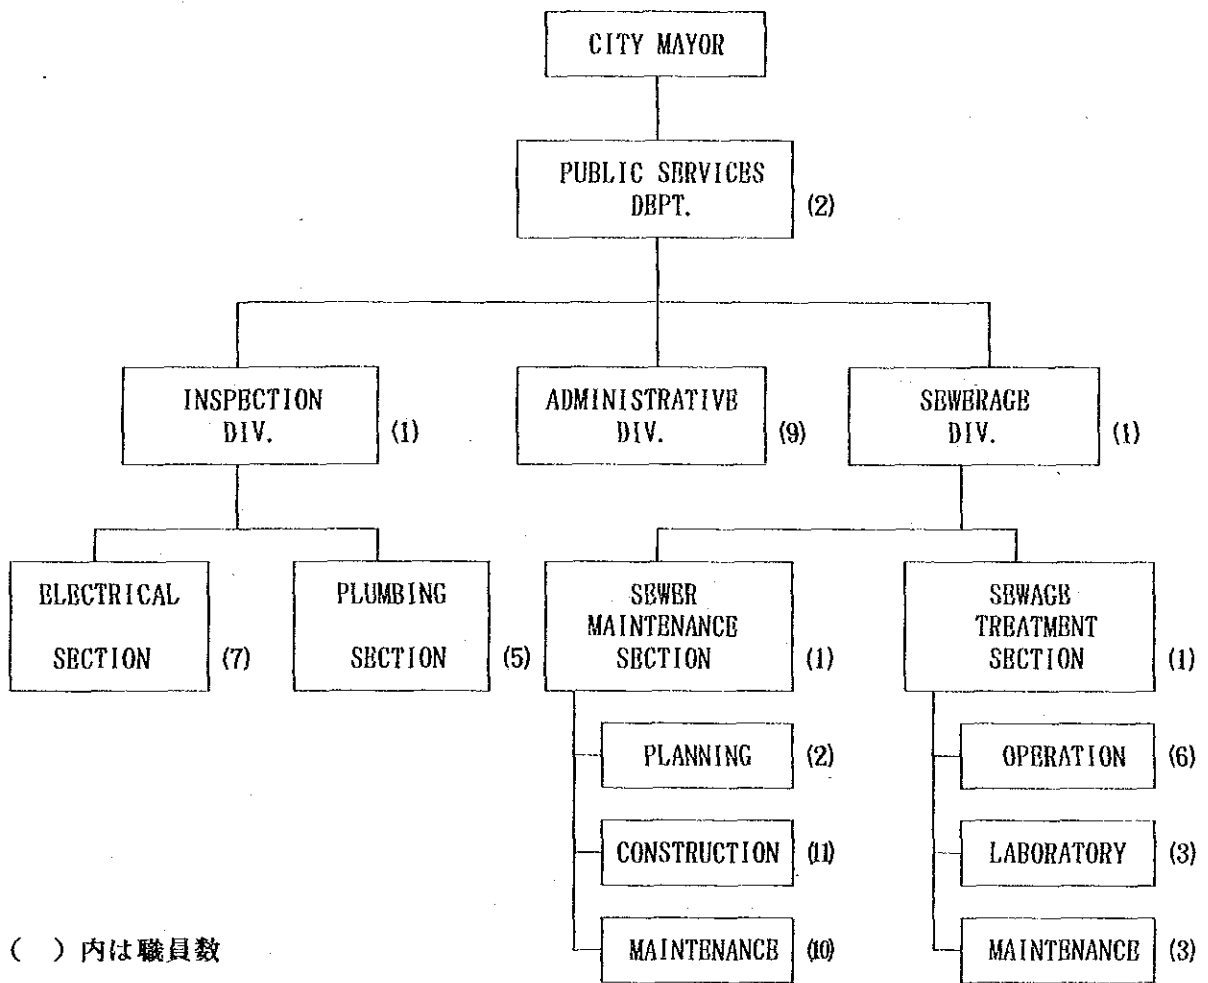 CITY MAYOR
PUBLIC SERVICES
DEPT.
(2)
INSPECTION
DIV.
(1)
ADMINISTRATIVE
DIV.
(9)
SEWERAGE
DIV.
(1)
ELECTRICAL
SECTION
(7)
PLUMBING
SECTION
(5)
SEWER
MAINTENANCE
SECTION
(1)
SEWAGE
TREATMENT
SECTION
(1)
PLANNING
(2)
OPERATION
(6)
CONSTRUCTION
(11)
LABORATORY
(3)
MAINTENANCE
(10)
MAINTENANCE
(3)
( )内は職員数